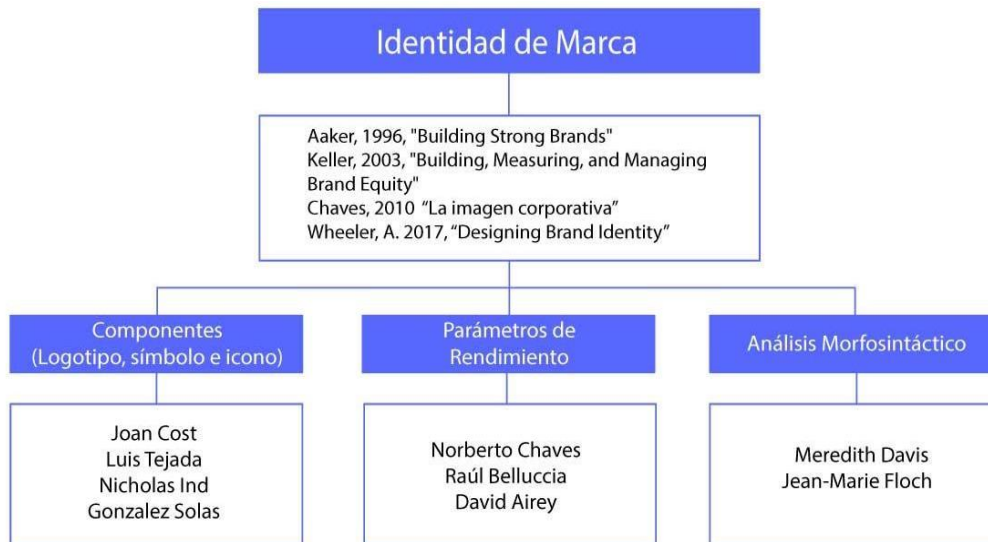 Identidad de Marca
Aaker, 1996, "Building Strong Brands"
Keller, 2003, "Building, Measuring, and Managing
Brand Equity"
Chaves, 2010 “La imagen corporativa”
Wheeler, A. 2017, “Designing Brand Identity”
Componentes
(Logotipo, símbolo e icono)
Joan Cost
Luis Tejada
Nicholas Ind
Gonzalez Solas
Parámetros de
Rendimiento
Norberto Chaves
Raúl Belluccia
David Airey
Análisis Morfosintáctico
Meredith Davis
Jean-Marie Floch